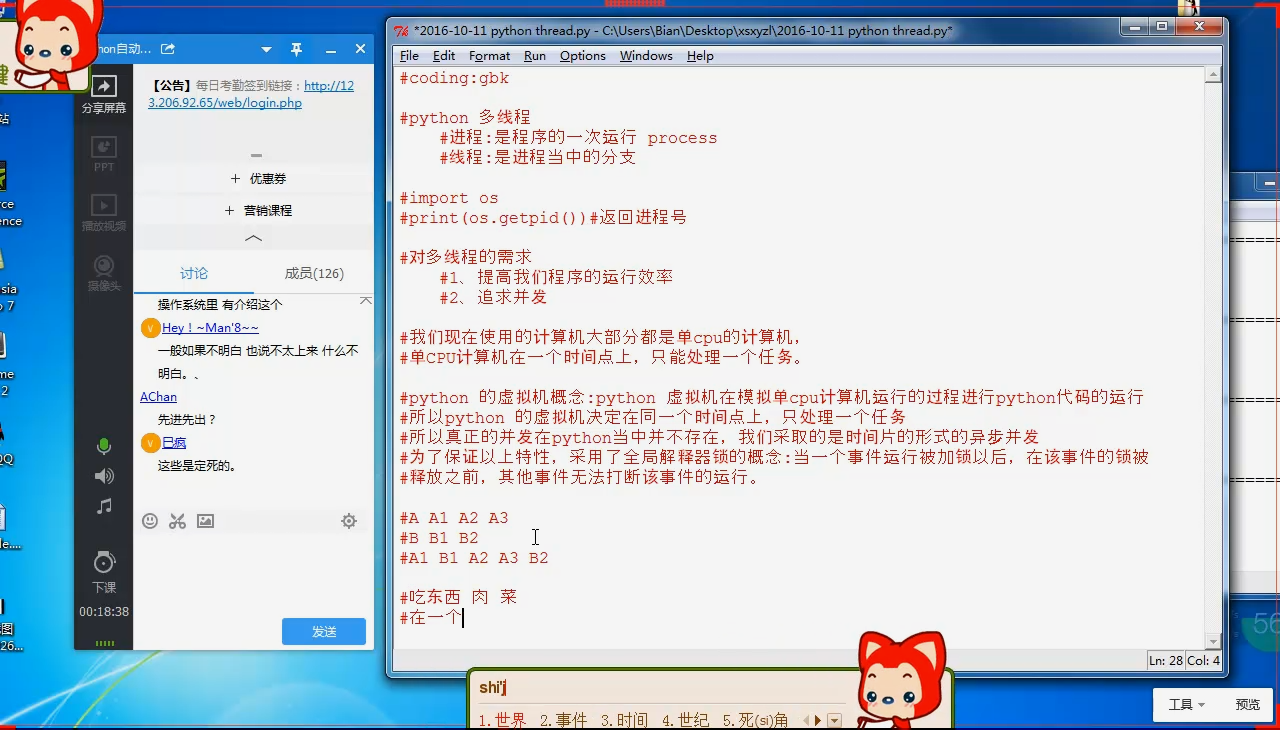 *2016-10-11 python thread.py - C:\Users\Bian\Desktop\xsxyzl\2016-10-11 python thread.py*
File Edit Format Run Options Windows Help
#coding:gbk
#python 多线程
#进程:是程序的一次运行 process
#线程:是进程当中的分支
#import os
#print(os.getpid())#返回进程号
#对多线程的需求
#1、提高我们程序的运行效率
#2、追求并发
#我们现在使用的计算机大部分都是单cpu的计算机，
#单CPU计算机在一个时间点上，只能处理一个任务。
#python 的虚拟机概念:python 虚拟机在模拟单cpu计算机运行的过程进行python代码的运行
#所以python 的虚拟机决定在同一个时间点上，只处理一个任务
#所以真正的并发在python当中并不存在，我们采取的是时间片的形式的异步并发
#为了保证以上特性，采用了全局解释器锁的概念:当一个事件运行被加锁以后，在该事件的锁被
#释放之前，其他事件无法打断该事件的运行。
#A A1 A2 A3
#B B1 B2
#A1 B1 A2 A3 B2
#吃东西 肉 菜
#在一个
Ln: 28 Col: 4
hon自动...
分享屏幕
PPT
播放视频
摄像头
下课
00:18:38
【公告】每日考勤签到链接：http://12
3.206.92.65/web/login.php
+ 优惠券
+ 营销课程
讨论 成员(126)
操作系统里 有介绍这个
Hey！~Man'8~~
一般如果不明白 也说不太上来 什么不
明白。、
AChan
先进先出？
巳疯
这些是定死的。
发送
shi'j
1.世界 2.事件 3.时间 4.世纪 5.死(si)角
工具 预览
56